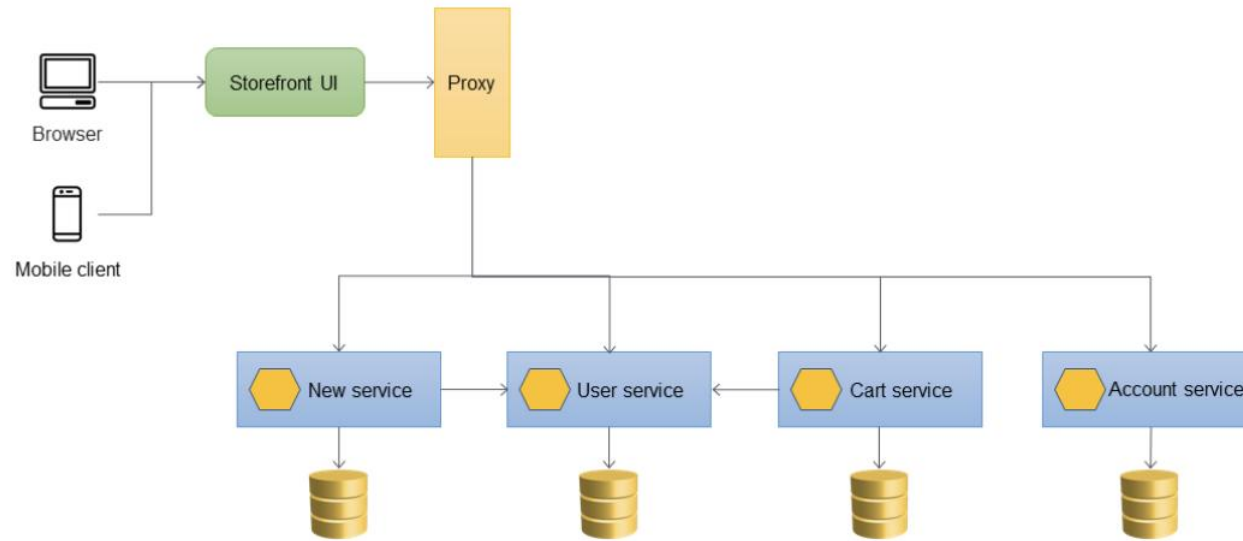 Storefront UI
Proxy
Browser
Mobile client
New service
User service
Cart service
Account service